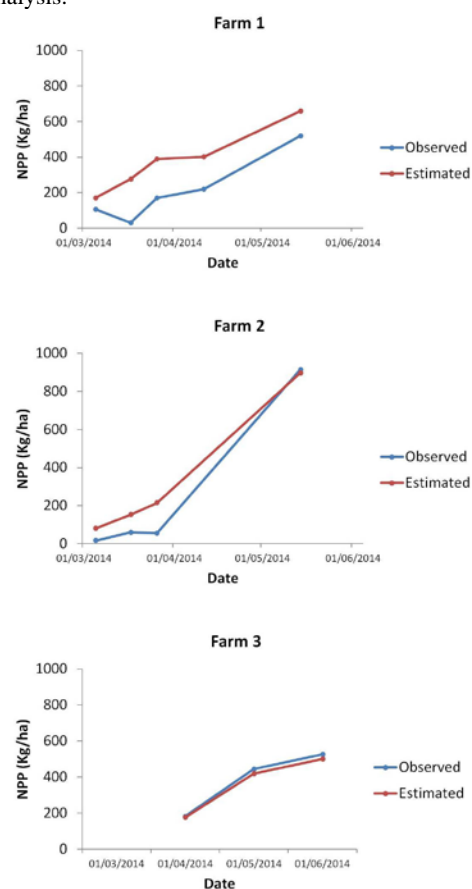 alysis.
Farm 1
1000
800
600
400
200
0
NPP (Kg/ha)
01/03/2014 01/04/2014 01/05/2014 01/06/2014
Date
Observed
Estimated
Farm 2
1000
800
600
400
200
0
NPP (Kg/ha)
01/03/2014 01/04/2014 01/05/2014 01/06/2014
Date
Observed
Estimated
Farm 3
1000
800
600
400
200
0
NPP (Kg/ha)
01/03/2014 01/04/2014 01/05/2014 01/06/2014
Date
Observed
Estimated